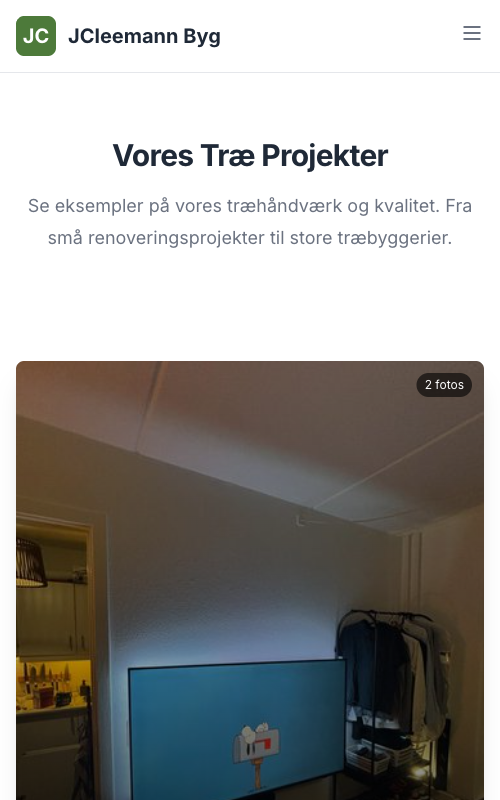 JC JCleemann Byg
Vores Træ Projekter
Se eksempler på vores træhåndværk og kvalitet. Fra
små renoveringsprojekter til store træbyggerier.
2 fotos